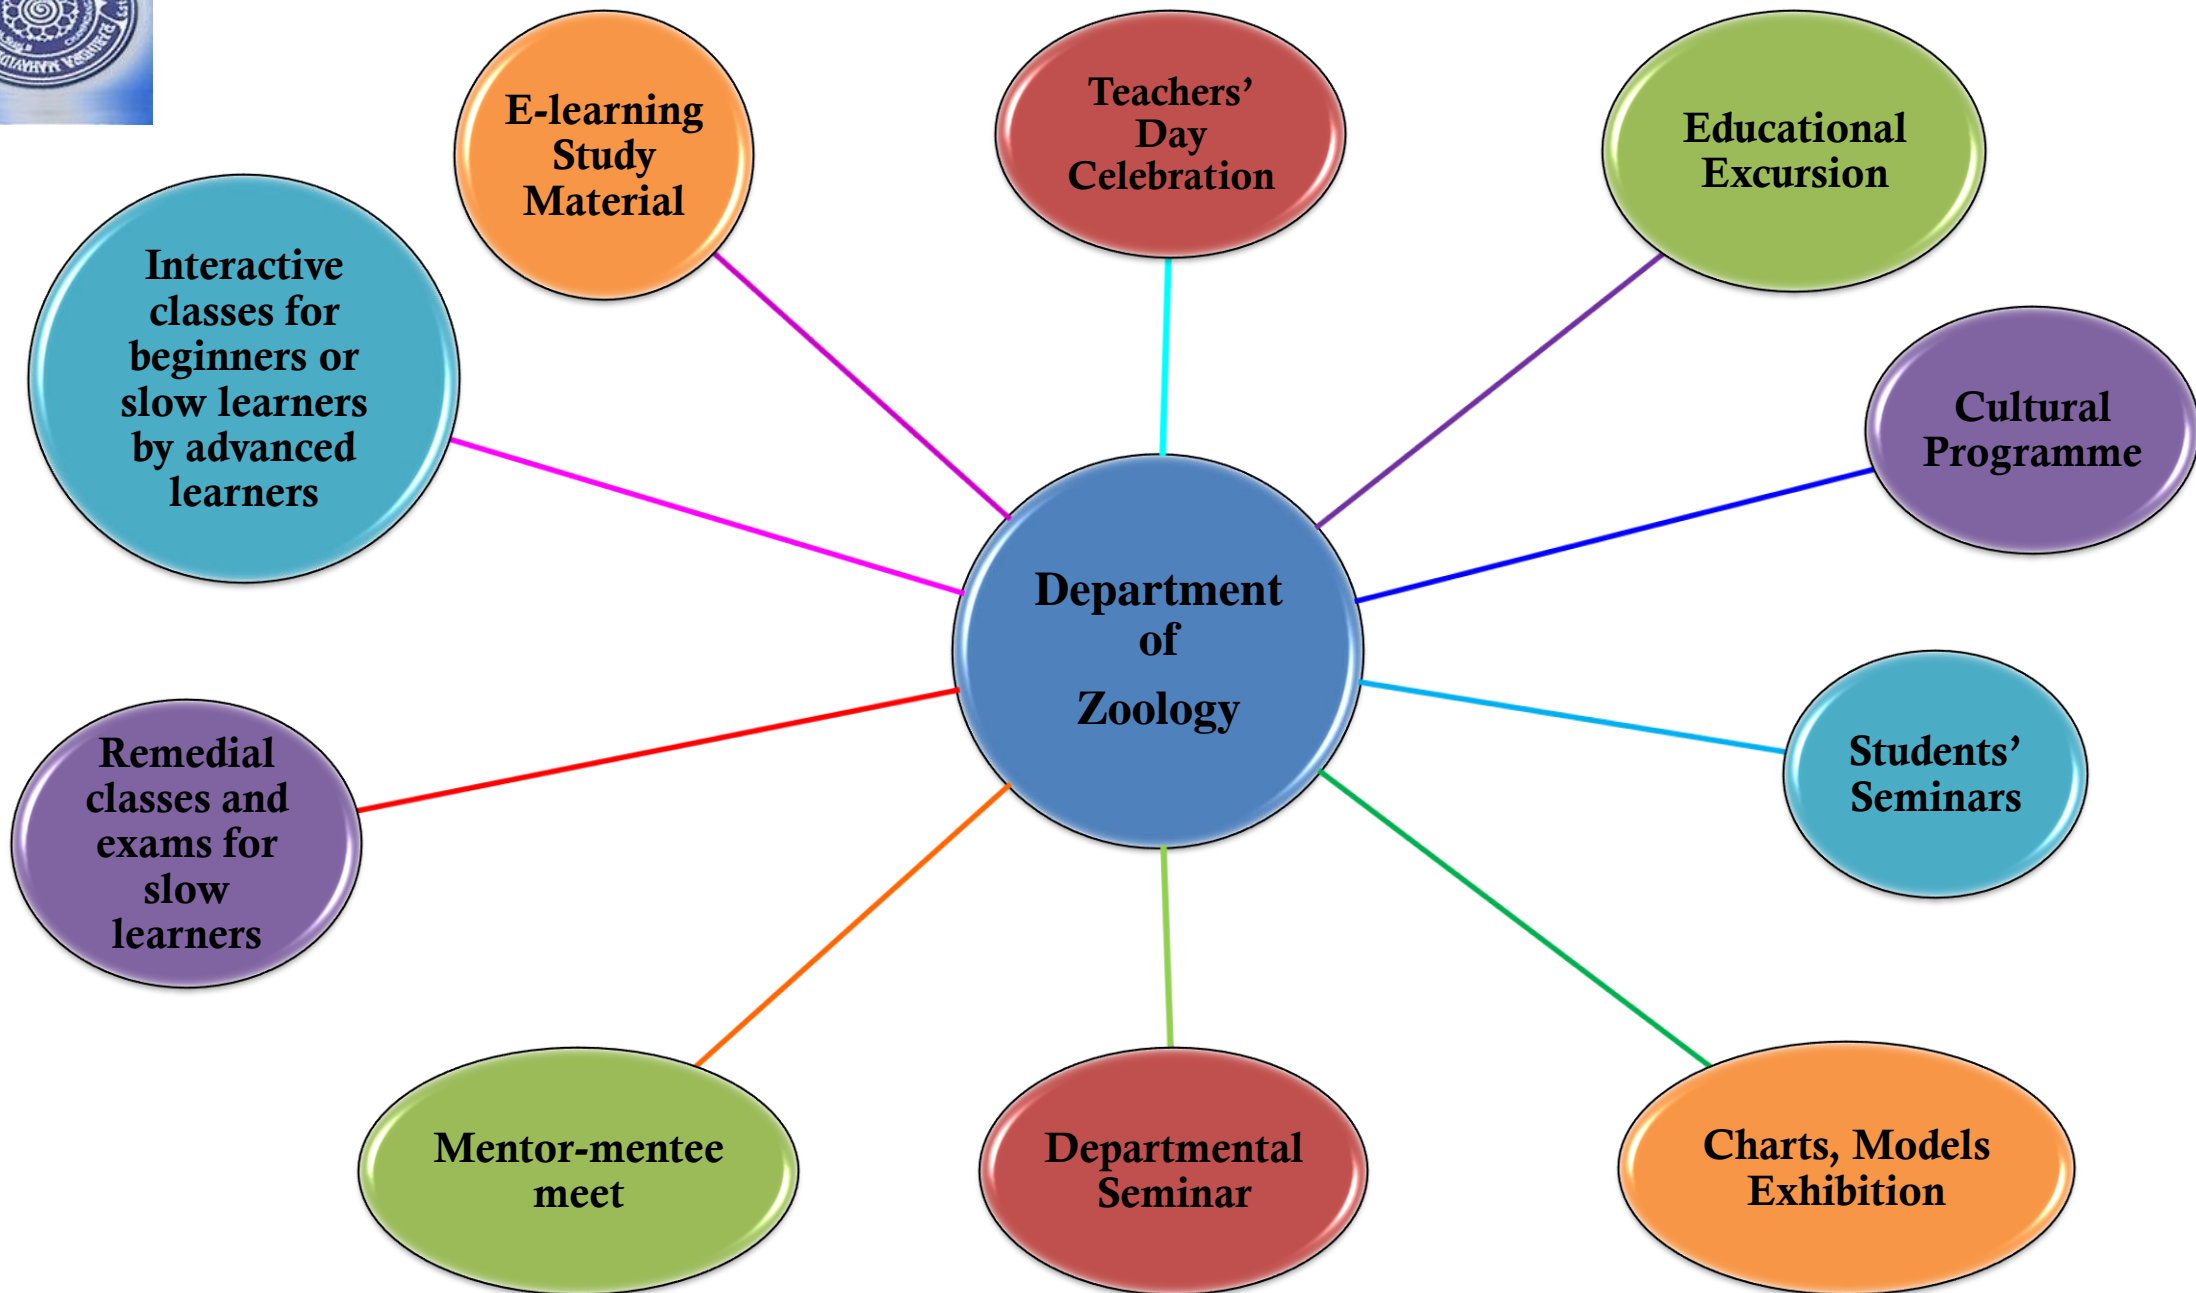 E-learning
Study
Material
Teachers’
Day
Celebration
Educational
Excursion
Interactive
classes for
beginners or
slow learners
by advanced
learners
Cultural
Programme
Department
of
Zoology
Students’
Seminars
Remedial
classes and
exams for
slow
learners
Mentor-mentee
meet
Departmental
Seminar
Charts, Models
Exhibition